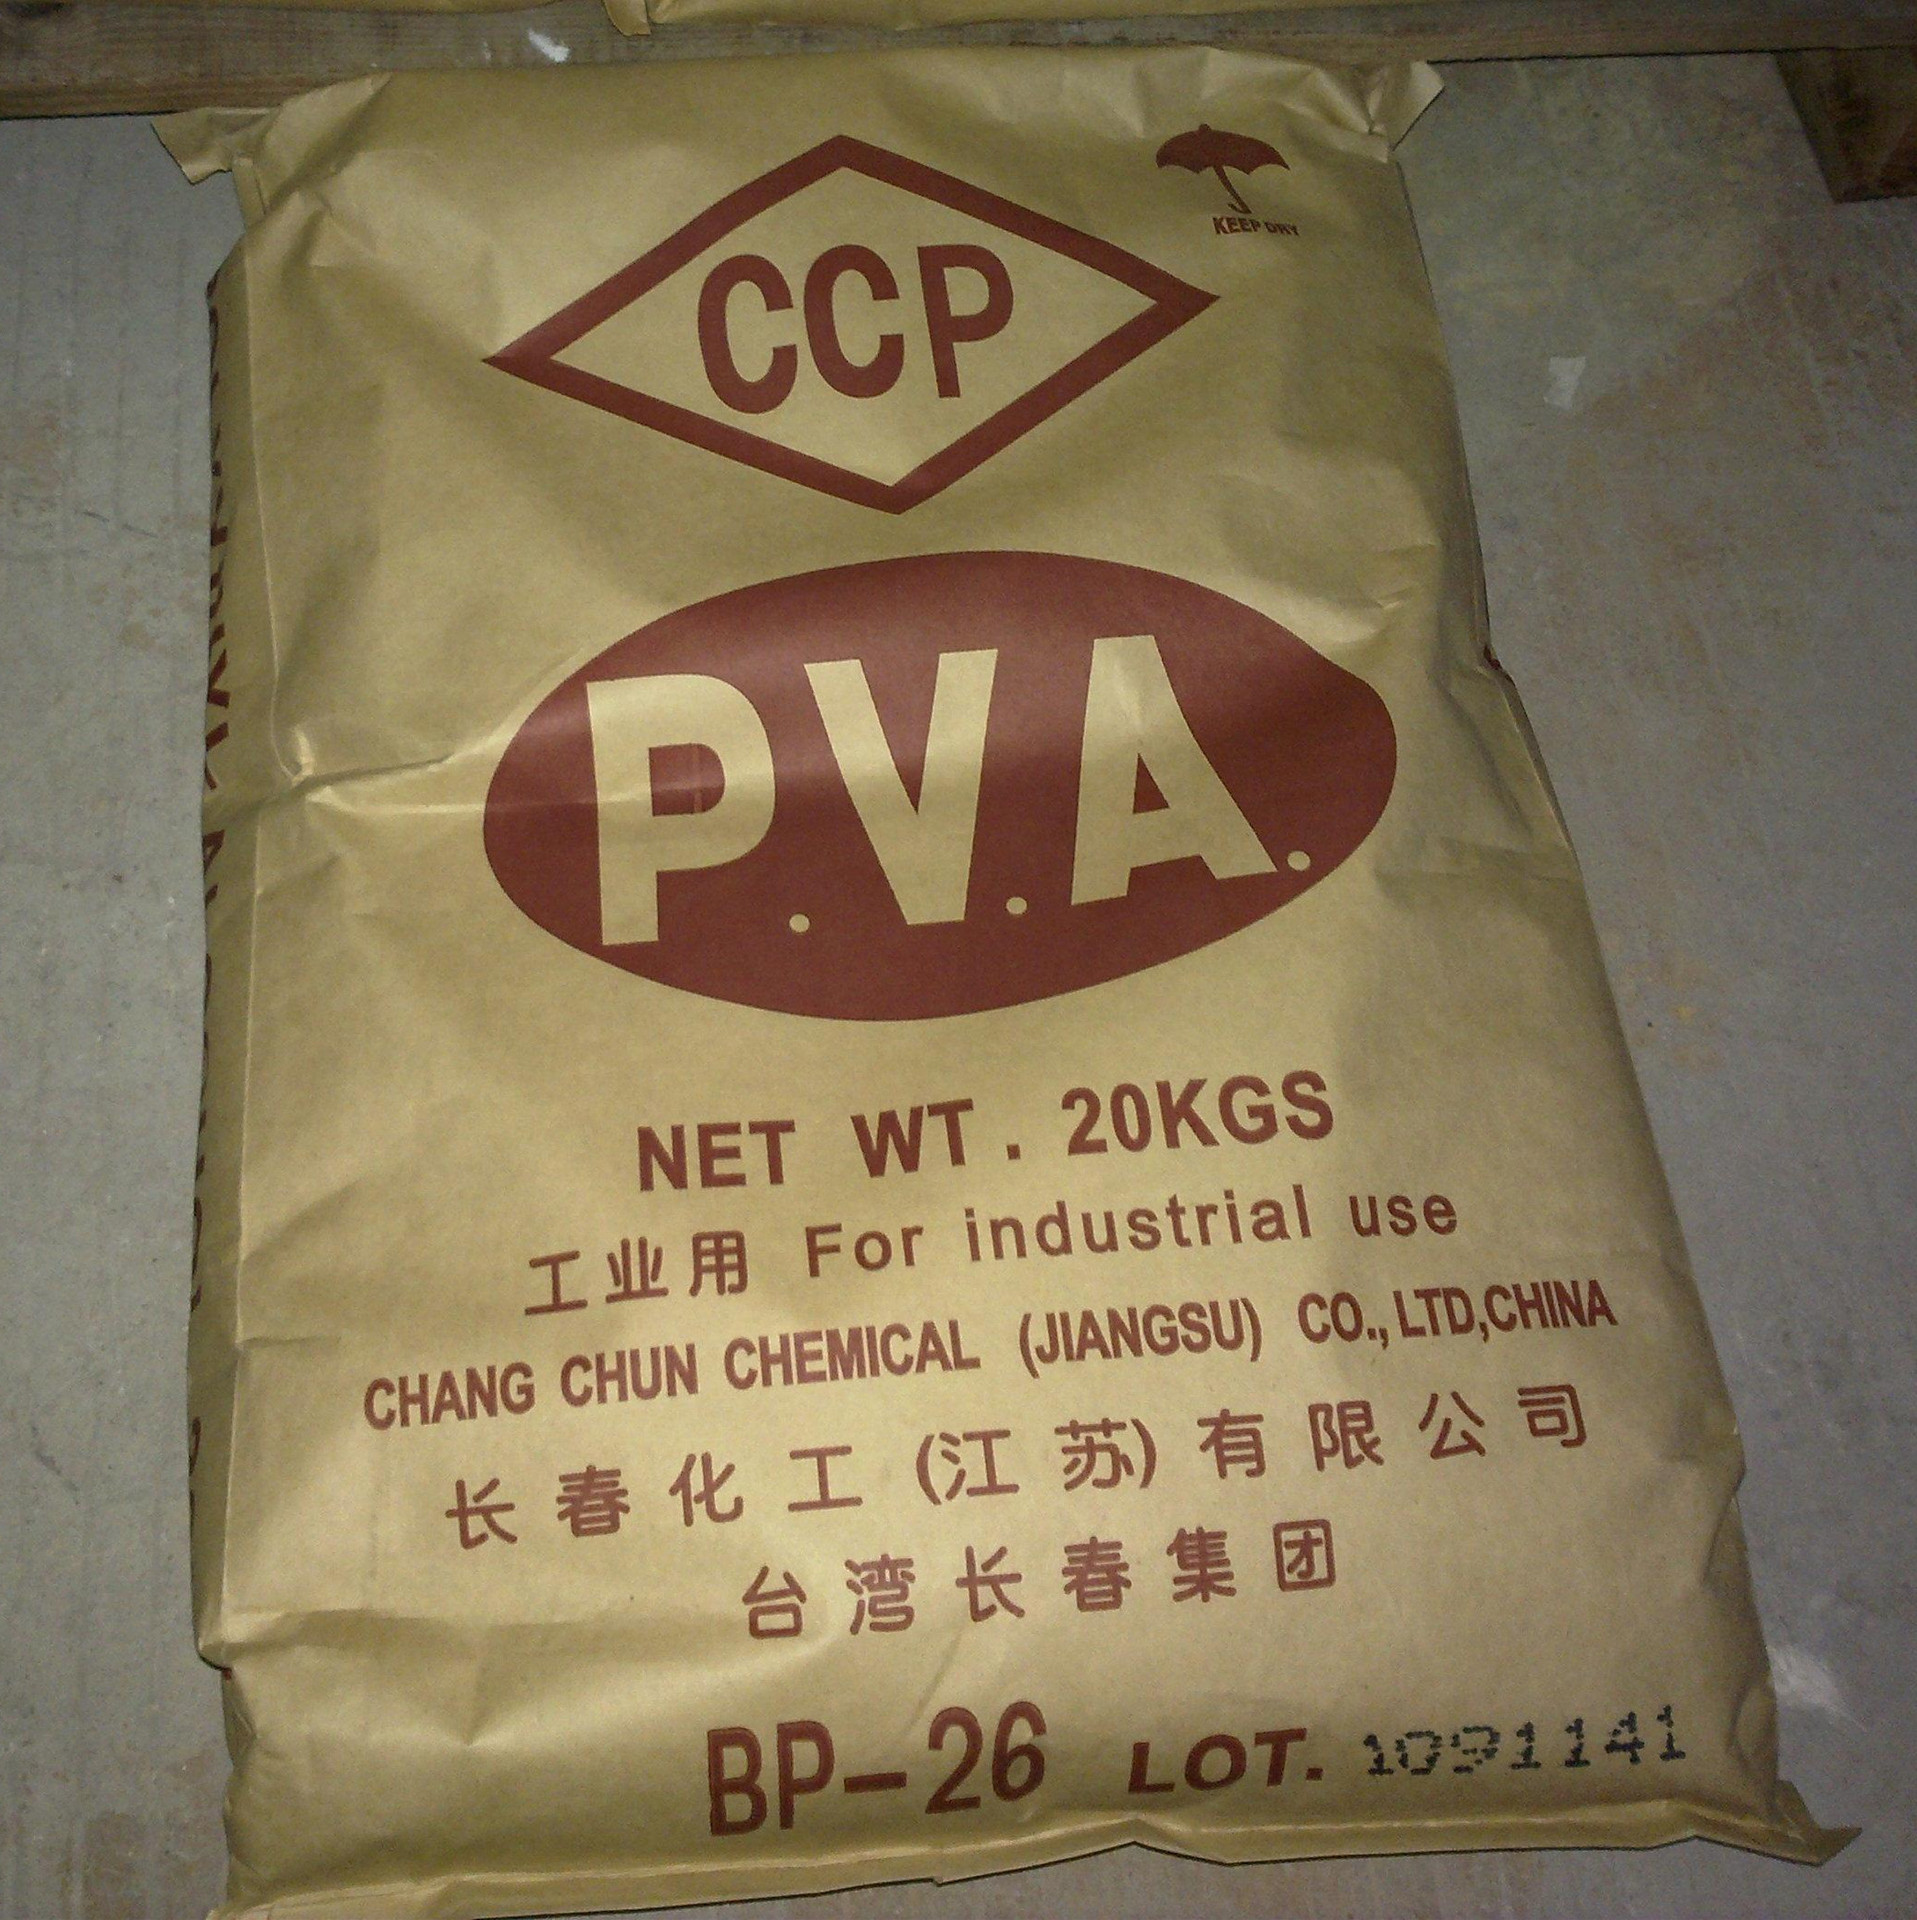 CCP
KEEP DRY
P.V.A.
NET WT. 20KGS
工业用 For industrial use
CHANG CHUN CHEMICAL (JIANGSU) CO.,LTD,CHINA
长春化工(江苏)有限公司
台湾长春集团
BP-26 LOT. 1091141